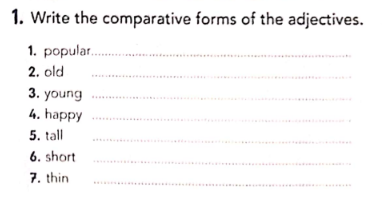 1. Write the comparative forms of the adjectives.
1. popular
2. old
3. young
4. happy
5. tall
6. short
7. thin